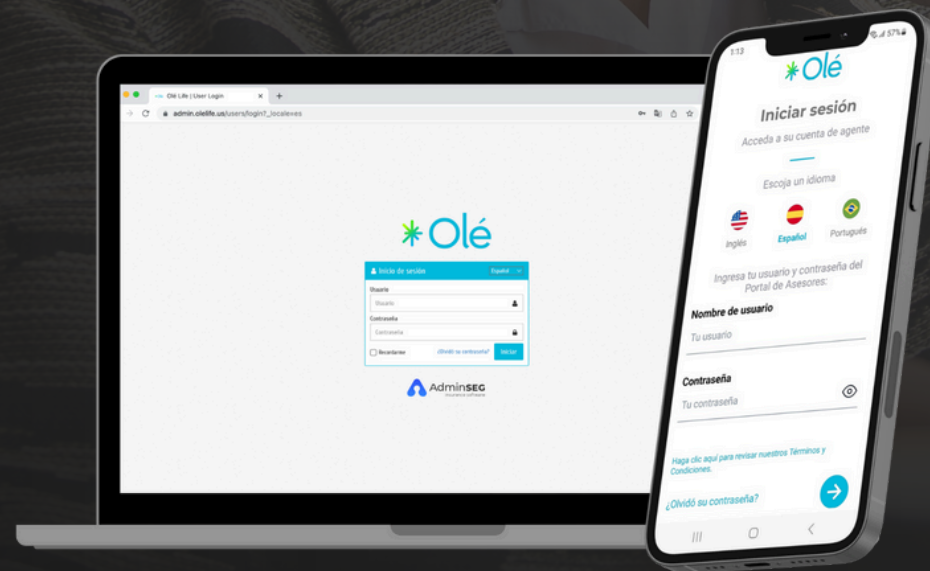 Olé Life | User Login
admin.olelife.us/users/login?_locale=es
Olé
Inicio de sesión
Español
Usuario
Usuario
Contraseña
Contraseña
Recordarme
¿Olvidó su contraseña?
Iniciar
AdminSEG
insurance software
1:13
57%
Olé
Iniciar sesión
Acceda a su cuenta de agente
Escoja un idioma
Inglés
Español
Portugués
Ingresa tu usuario y contraseña del
Portal de Asesores:
Nombre de usuario
Tu usuario
Contraseña
Tu contraseña
Haga clic aquí para revisar nuestros Términos y
Condiciones.
¿Olvidó su contraseña?